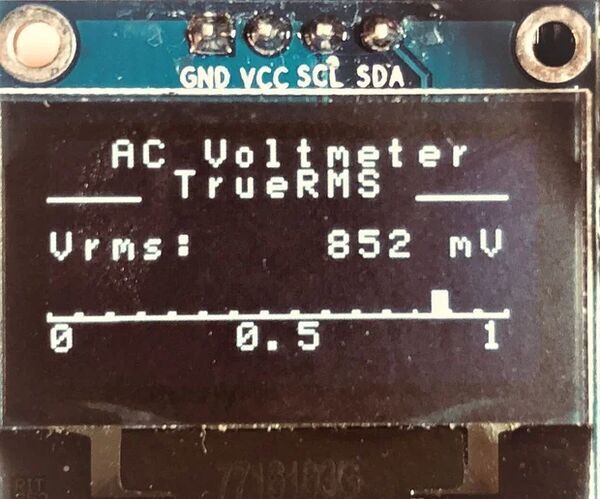 GND VCC SCL SDA
AC Voltmeter
TrueRMS
Vrms: 852 mV
0 0.5 1